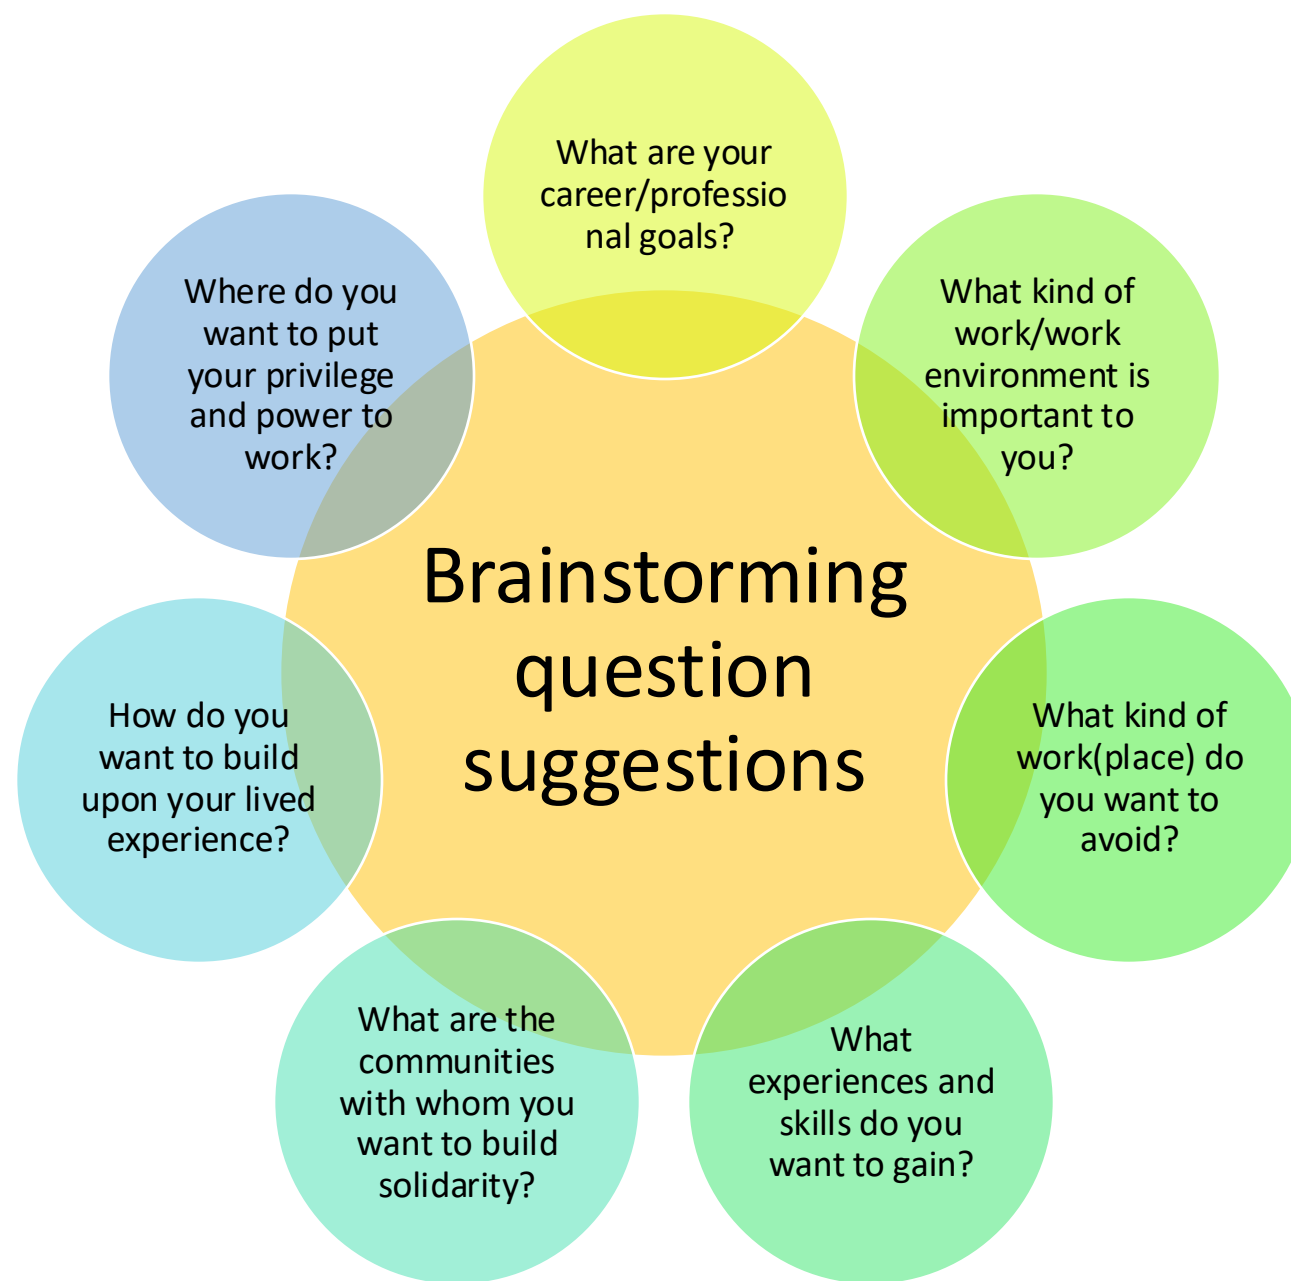 What are your
career/professio
nal goals?
What kind of
work/work
environment is
important to
you?
What kind of
work(place) do
you want to
avoid?
What
experiences and
skills do you
want to gain?
What are the
communities
with whom you
want to build
solidarity?
How do you
want to build
upon your lived
experience?
Where do you
want to put
your privilege
and power to
work?
Brainstorming
question
suggestions